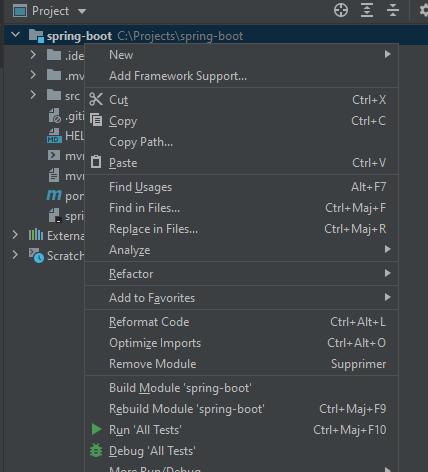 Project
spring-boot C:\Projects\spring-boot
.ide
.mv
src
.giti
HEL
mvn
mvn
pom
spri
Externa
Scratch
New
Add Framework Support...
Cut Ctrl+X
Copy Ctrl+C
Copy Path...
Paste Ctrl+V
Find Usages Alt+F7
Find in Files... Ctrl+Maj+F
Replace in Files... Ctrl+Maj+R
Analyze
Refactor
Add to Favorites
Reformat Code Ctrl+Alt+L
Optimize Imports Ctrl+Alt+O
Remove Module Supprimer
Build Module 'spring-boot'
Rebuild Module 'spring-boot' Ctrl+Maj+F9
Run 'All Tests' Ctrl+Maj+F10
Debug 'All Tests'
More Run/Debug